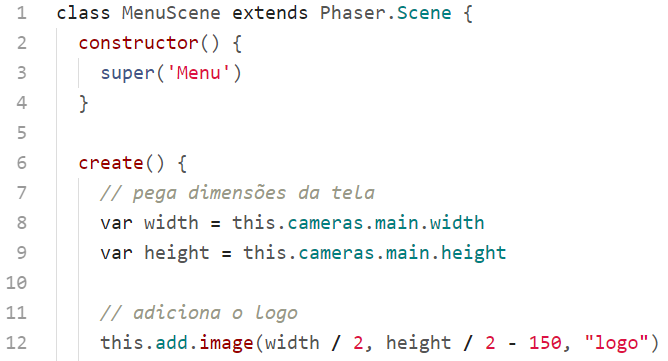 1 class MenuScene extends Phaser.Scene {
2 constructor() {
3 super('Menu')
4 }
5
6 create() {
7 // pega dimensões da tela
8 var width = this.cameras.main.width
9 var height = this.cameras.main.height
10
11 // adiciona o logo
12 this.add.image(width / 2, height / 2 - 150, "logo")